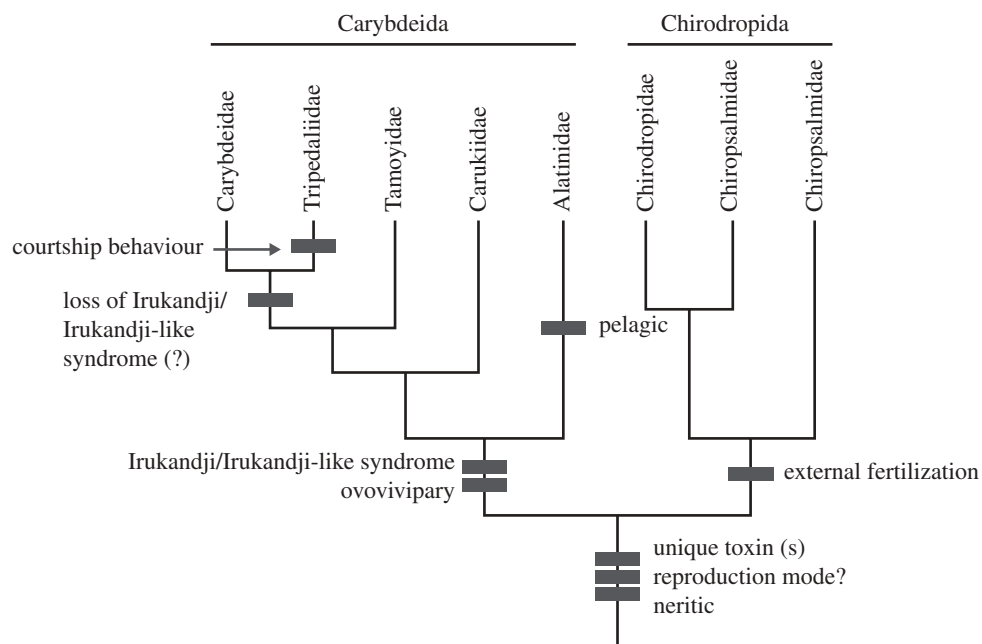 Carybdeida
Chirodropida
Carybdeidae
Tripedaliidae
Tamoyidae
Carukiidae
Alatinidae
Chirodropidae
Chiropsalmidae
Chiropsalmidae
courtship behaviour
loss of Irukandji/
Irukandji-like
syndrome (?)
pelagic
Irukandji/Irukandji-like syndrome
ovovivipary
external fertilization
unique toxin (s)
reproduction mode?
neritic